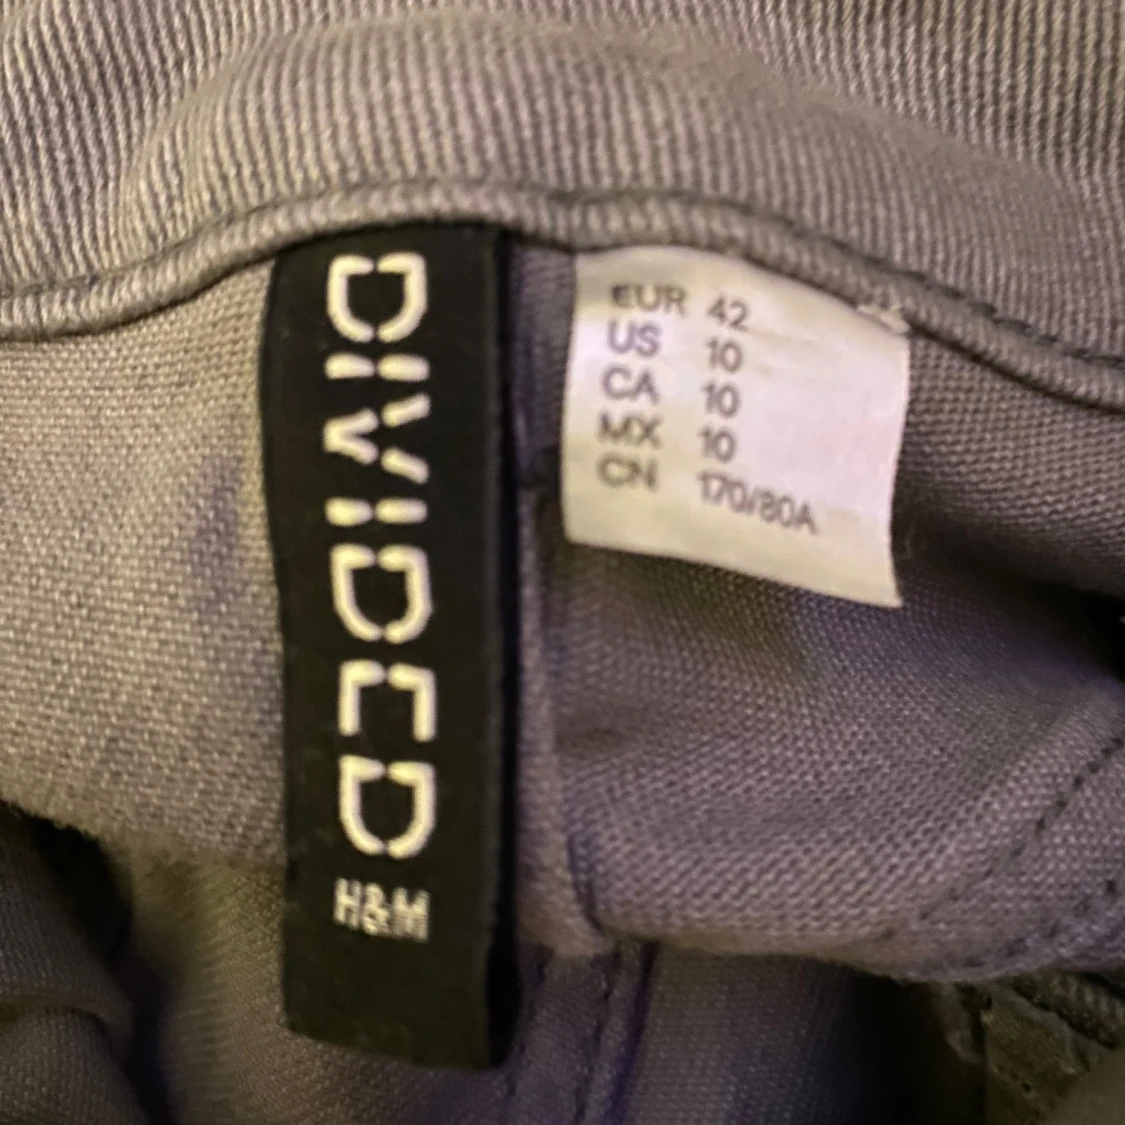 DIVIDED
H&M
EUR 42
US 10
CA 10
MX 10
CN 170/80A